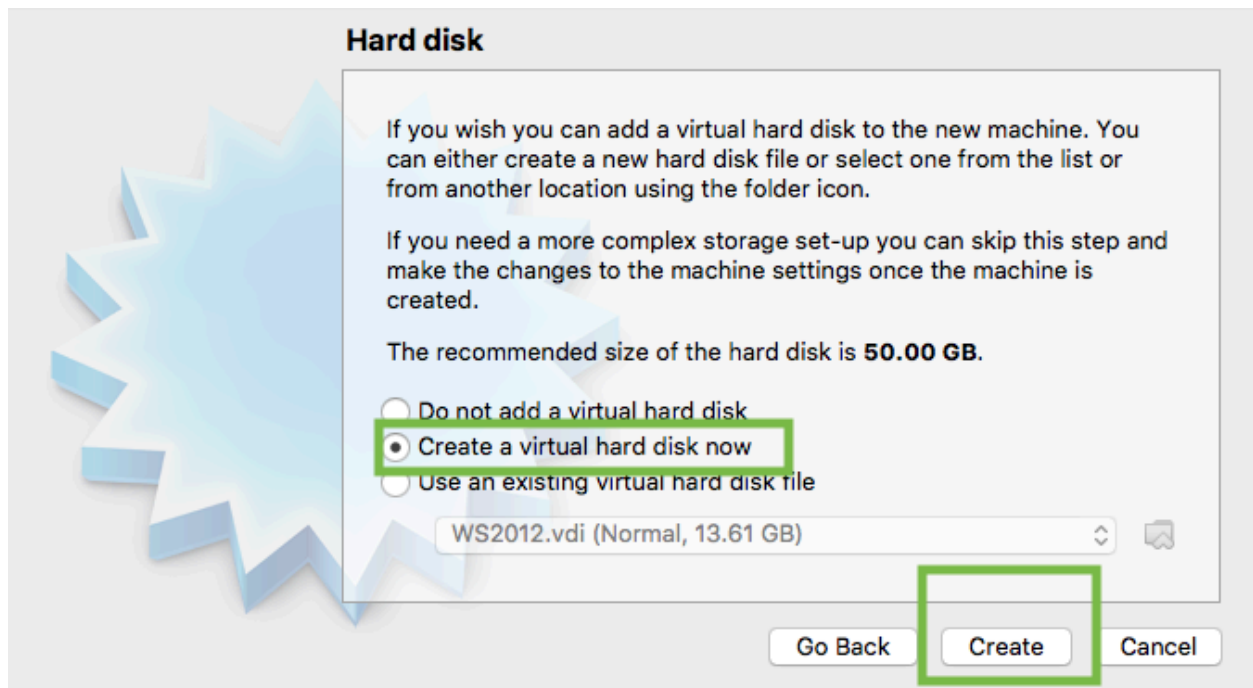 Hard disk
If you wish you can add a virtual hard disk to the new machine. You
can either create a new hard disk file or select one from the list or
from another location using the folder icon.
If you need a more complex storage set-up you can skip this step and
make the changes to the machine settings once the machine is
created.
The recommended size of the hard disk is 50.00 GB.
Do not add a virtual hard disk
Create a virtual hard disk now
Use an existing virtual hard disk file
WS2012.vdi (Normal, 13.61 GB)
Go Back Create Cancel